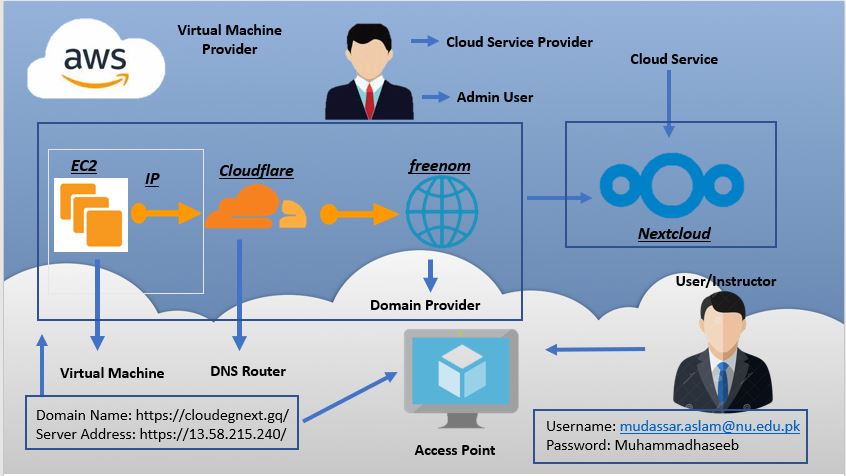 aws
Virtual Machine
Provider
Cloud Service Provider
Admin User
Cloud Service
EC2
IP
Cloudflare
freenom
Nextcloud
Domain Provider
User/Instructor
Virtual Machine
DNS Router
Domain Name: https://cloudegnext.gq/
Server Address: https://13.58.215.240/
Access Point
Username: mudassar.aslam@nu.edu.pk
Password: Muhammadhaseeb